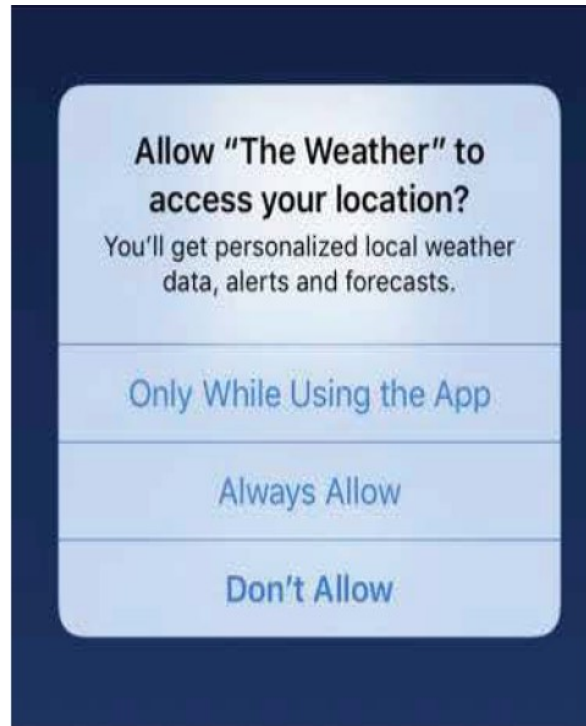 Allow “The Weather” to
access your location?
You’ll get personalized local weather
data, alerts and forecasts.
Only While Using the App
Always Allow
Don’t Allow